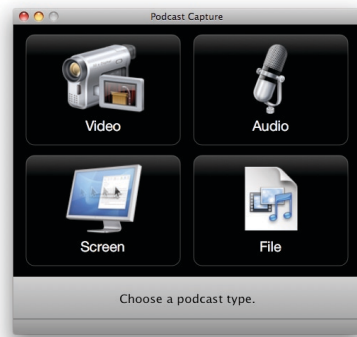 Podcast Capture
Video
Audio
Screen
File
Choose a podcast type.